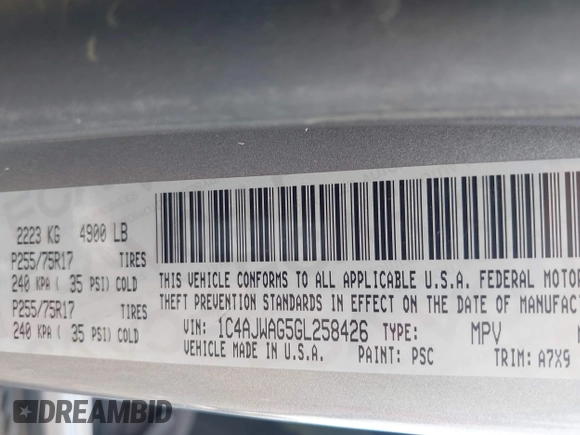 2223 KG 4900 LB
P255/75R17 TIRES
240 KPA ( 35 PSI) COLD
P255/75R17 TIRES
240 KPA ( 35 PSI) COLD
THIS VEHICLE CONFORMS TO ALL APPLICABLE U.S.A. FEDERAL MOTOR
THEFT PREVENTION STANDARDS IN EFFECT ON THE DATE OF MANUFAC
VIN: 1C4AJWAG5GL258426 TYPE: MPV
VEHICLE MADE IN U.S.A. PAINT: PSC TRIM: A7X9
DREAMBID